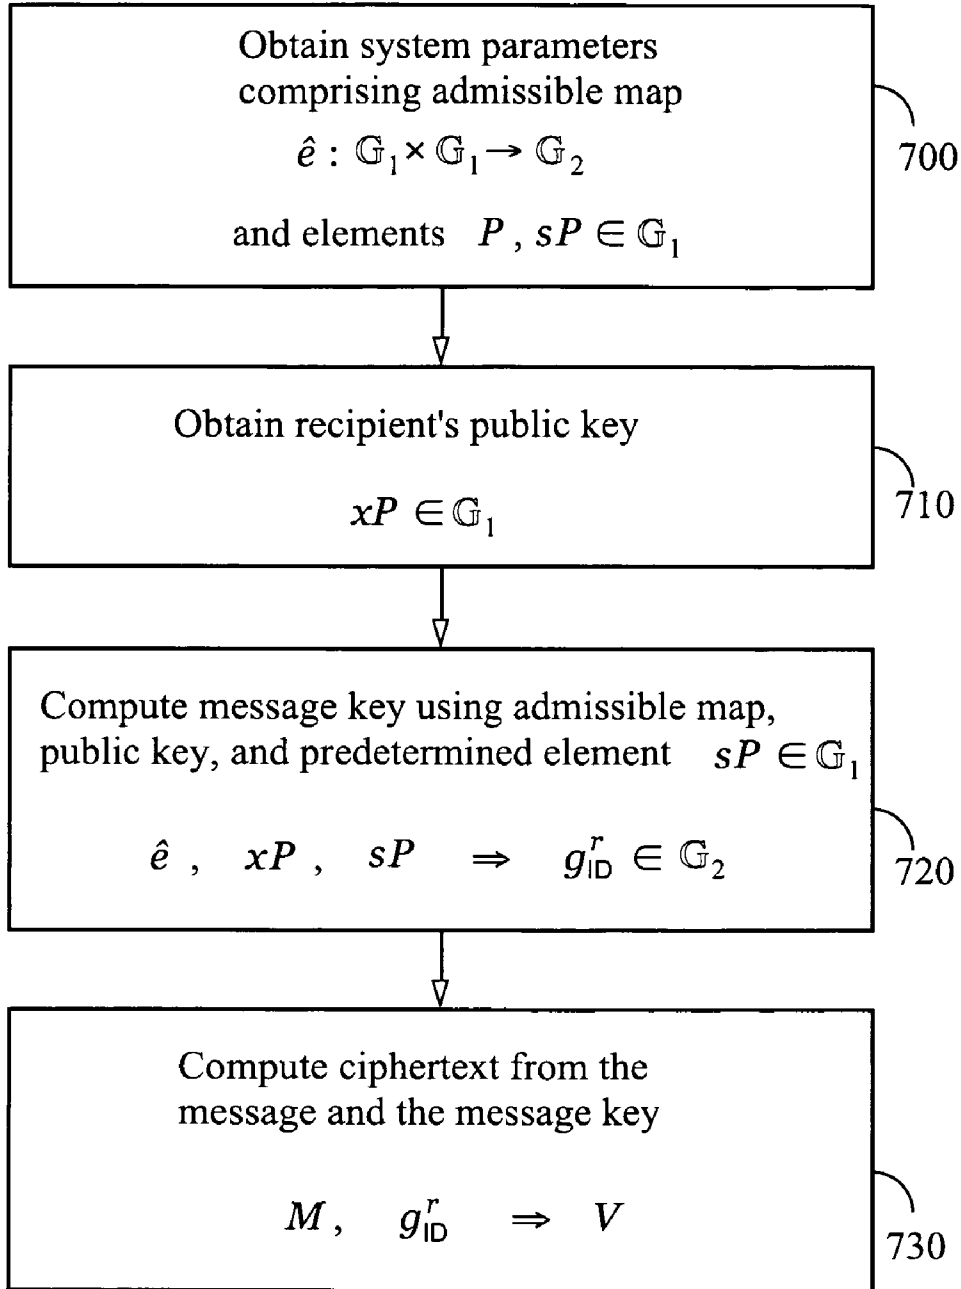 Obtain system parameters
comprising admissible map
ê : 𝔾₁ × 𝔾₁ → 𝔾₂
and elements P , sP ∈ 𝔾₁
700
Obtain recipient's public key
xP ∈ 𝔾₁
710
Compute message key using admissible map,
public key, and predetermined element sP ∈ 𝔾₁
ê , xP , sP ⇒ g_ID^r ∈ 𝔾₂
720
Compute ciphertext from the
message and the message key
M , g_ID^r ⇒ V
730